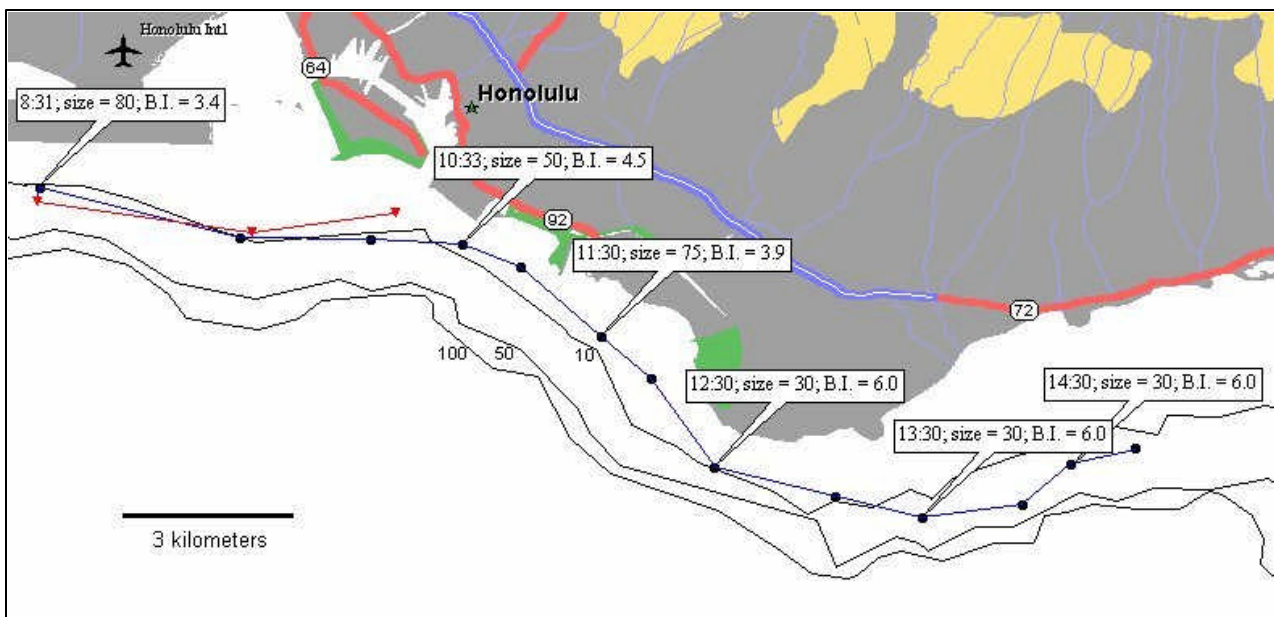 Honolulu Intl
64
Honolulu
8:31; size = 80; B.I. = 3.4
10:33; size = 50; B.I. = 4.5
92
11:30; size = 75; B.I. = 3.9
72
100 50 10
12:30; size = 30; B.I. = 6.0
14:30; size = 30; B.I. = 6.0
13:30; size = 30; B.I. = 6.0
3 kilometers